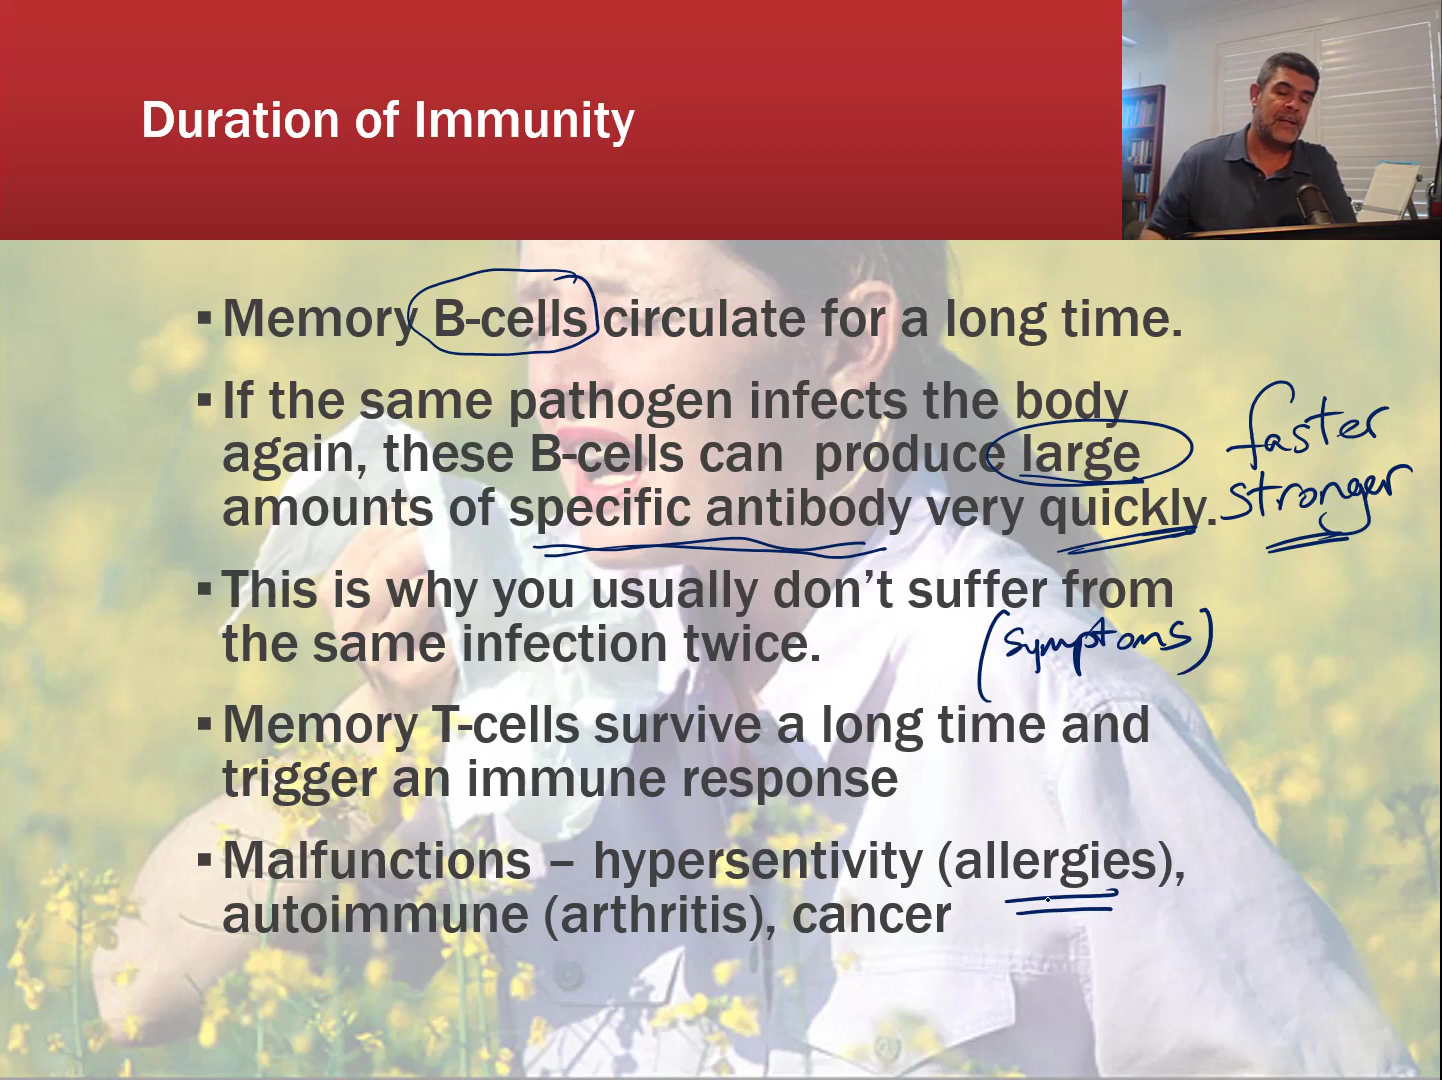 Duration of Immunity
▪ Memory B-cells circulate for a long time.
▪ If the same pathogen infects the body
again, these B-cells can produce large
amounts of specific antibody very quickly.
faster
stronger
▪ This is why you usually don’t suffer from
the same infection twice.
(symptoms)
▪ Memory T-cells survive a long time and
trigger an immune response
▪ Malfunctions – hypersentivity (allergies),
autoimmune (arthritis), cancer